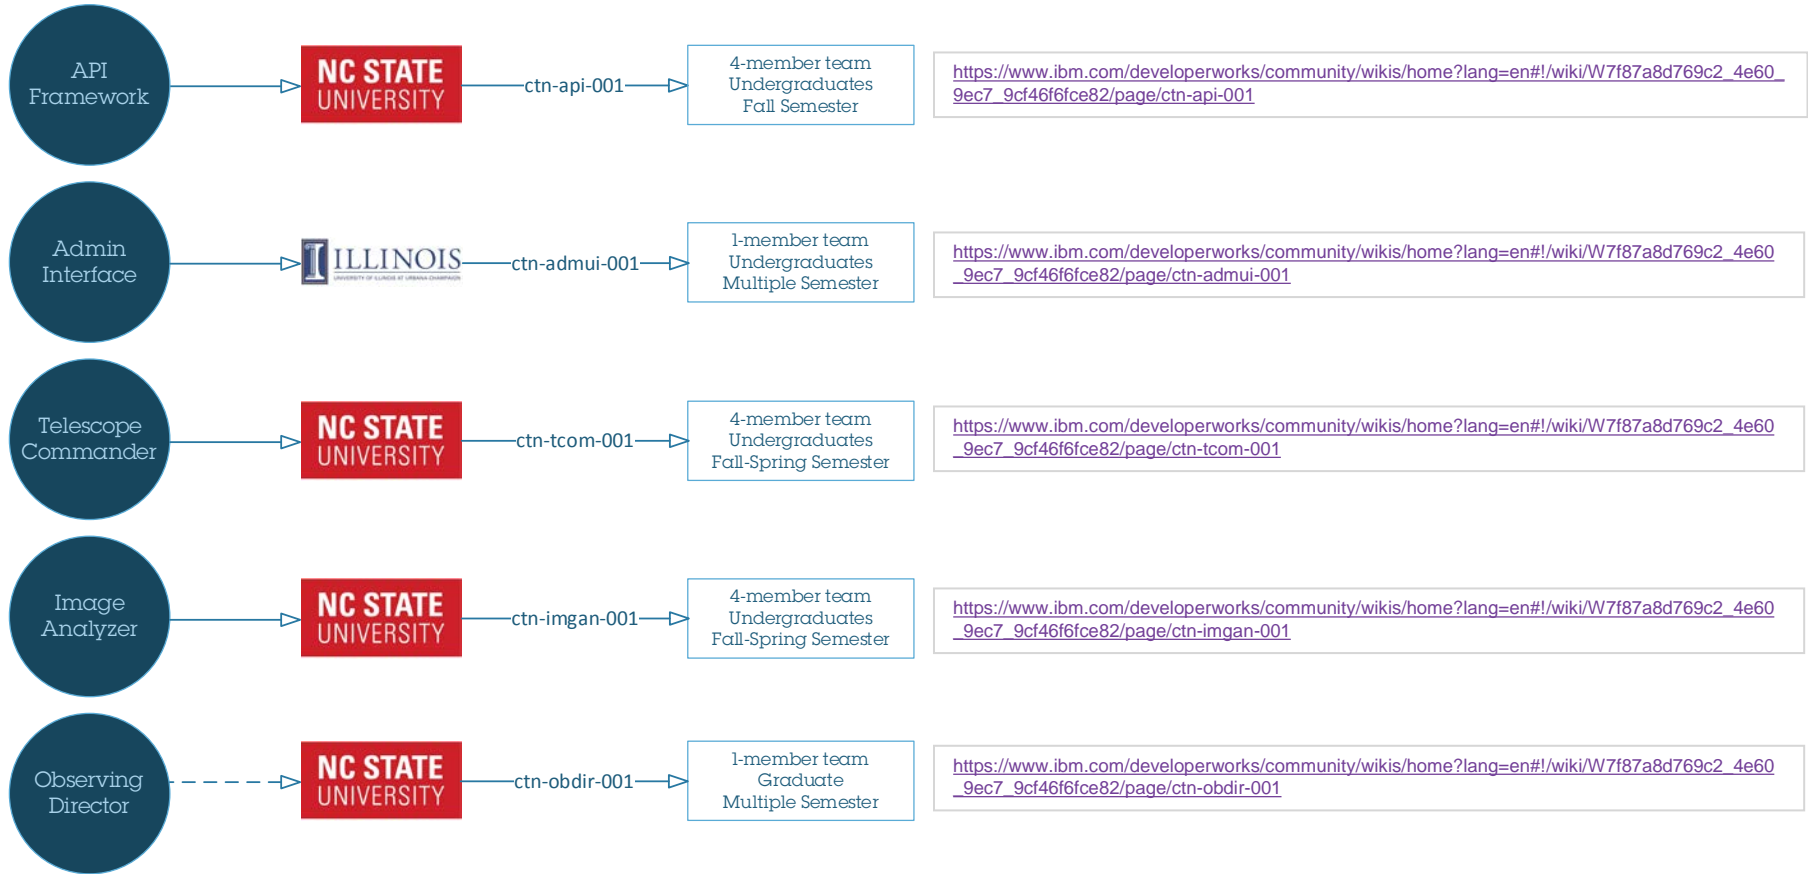 API
Framework
NC STATE
UNIVERSITY
ctn-api-001
4-member team
Undergraduates
Fall Semester
https://www.ibm.com/developerworks/community/wikis/home?lang=en#!/wiki/W7f87a8d769c2_4e60_
9ec7_9cf46f6fce82/page/ctn-api-001
Admin
Interface
I ILLINOIS
UNIVERSITY OF ILLINOIS AT URBANA-CHAMPAIGN
ctn-admui-001
1-member team
Undergraduates
Multiple Semester
https://www.ibm.com/developerworks/community/wikis/home?lang=en#!/wiki/W7f87a8d769c2_4e60
_9ec7_9cf46f6fce82/page/ctn-admui-001
Telescope
Commander
NC STATE
UNIVERSITY
ctn-tcom-001
4-member team
Undergraduates
Fall-Spring Semester
https://www.ibm.com/developerworks/community/wikis/home?lang=en#!/wiki/W7f87a8d769c2_4e60
_9ec7_9cf46f6fce82/page/ctn-tcom-001
Image
Analyzer
NC STATE
UNIVERSITY
ctn-imgan-001
4-member team
Undergraduates
Fall-Spring Semester
https://www.ibm.com/developerworks/community/wikis/home?lang=en#!/wiki/W7f87a8d769c2_4e60
_9ec7_9cf46f6fce82/page/ctn-imgan-001
Observing
Director
NC STATE
UNIVERSITY
ctn-obdir-001
1-member team
Graduate
Multiple Semester
https://www.ibm.com/developerworks/community/wikis/home?lang=en#!/wiki/W7f87a8d769c2_4e60
_9ec7_9cf46f6fce82/page/ctn-obdir-001